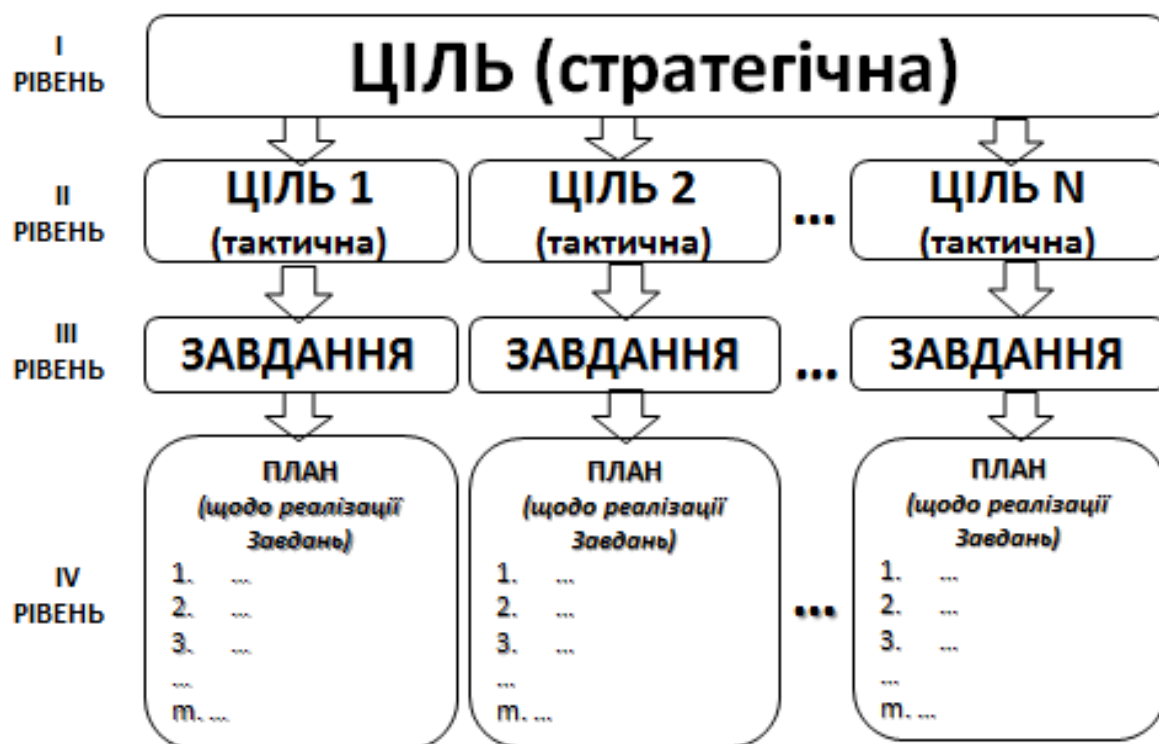 І
РІВЕНЬ
ЦІЛЬ (стратегічна)
ІІ
РІВЕНЬ
ЦІЛЬ 1
(тактична)
ЦІЛЬ 2
(тактична)
...
ЦІЛЬ N
(тактична)
ІІІ
РІВЕНЬ
ЗАВДАННЯ
ЗАВДАННЯ
...
ЗАВДАННЯ
IV
РІВЕНЬ
ПЛАН
(щодо реалізації
Завдань)
1. ...
2. ...
3. ...
...
m. ...
ПЛАН
(щодо реалізації
Завдань)
1. ...
2. ...
3. ...
...
m. ...
...
ПЛАН
(щодо реалізації
Завдань)
1. ...
2. ...
3. ...
...
m. ...